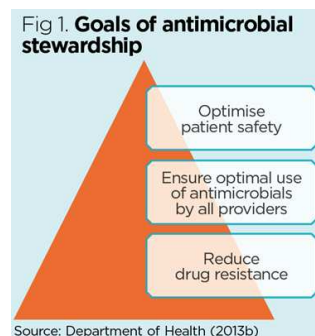 Fig 1. Goals of antimicrobial
stewardship
Optimise
patient safety
Ensure optimal use
of antimicrobials
by all providers
Reduce
drug resistance
Source: Department of Health (2013b)